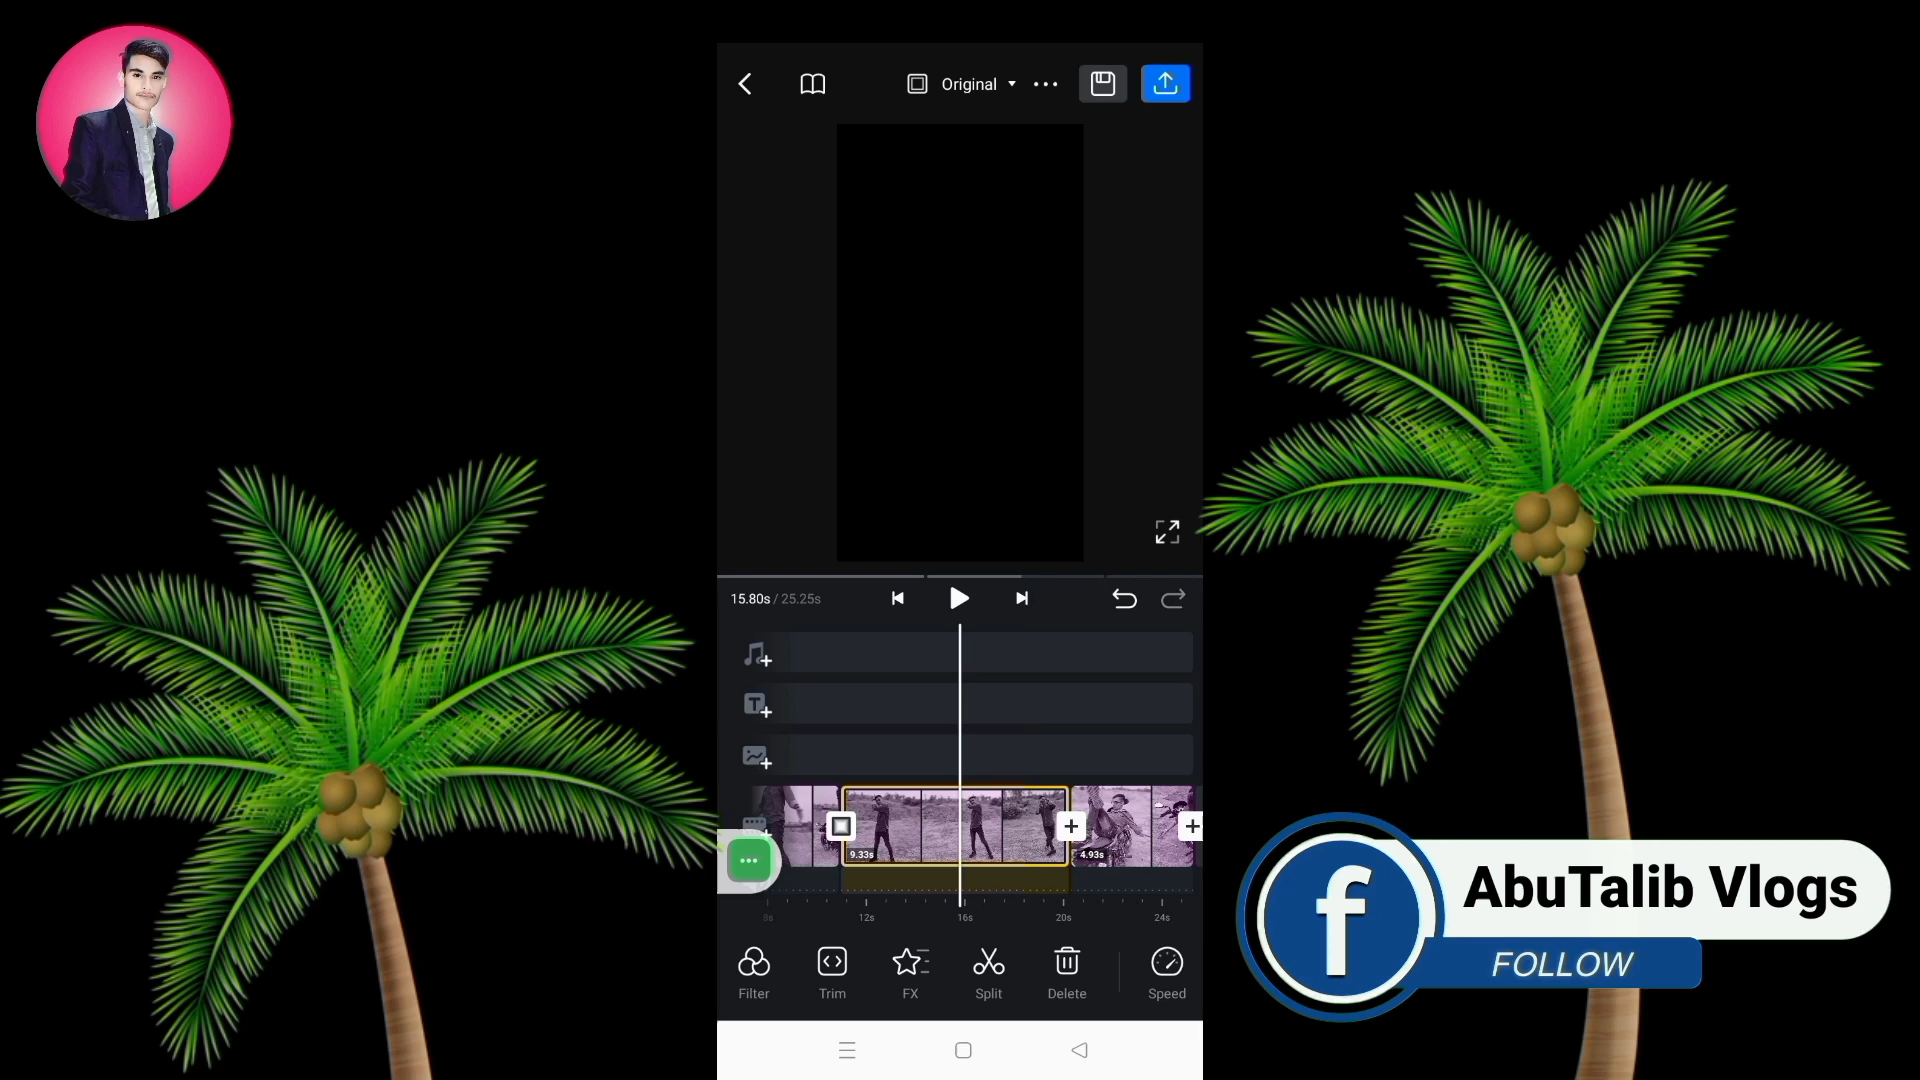 Original
15.80s / 25.25s
T
9.33s
4.93s
8s 12s 16s 20s 24s
Filter Trim FX Split Delete Speed
f
AbuTalib Vlogs
FOLLOW